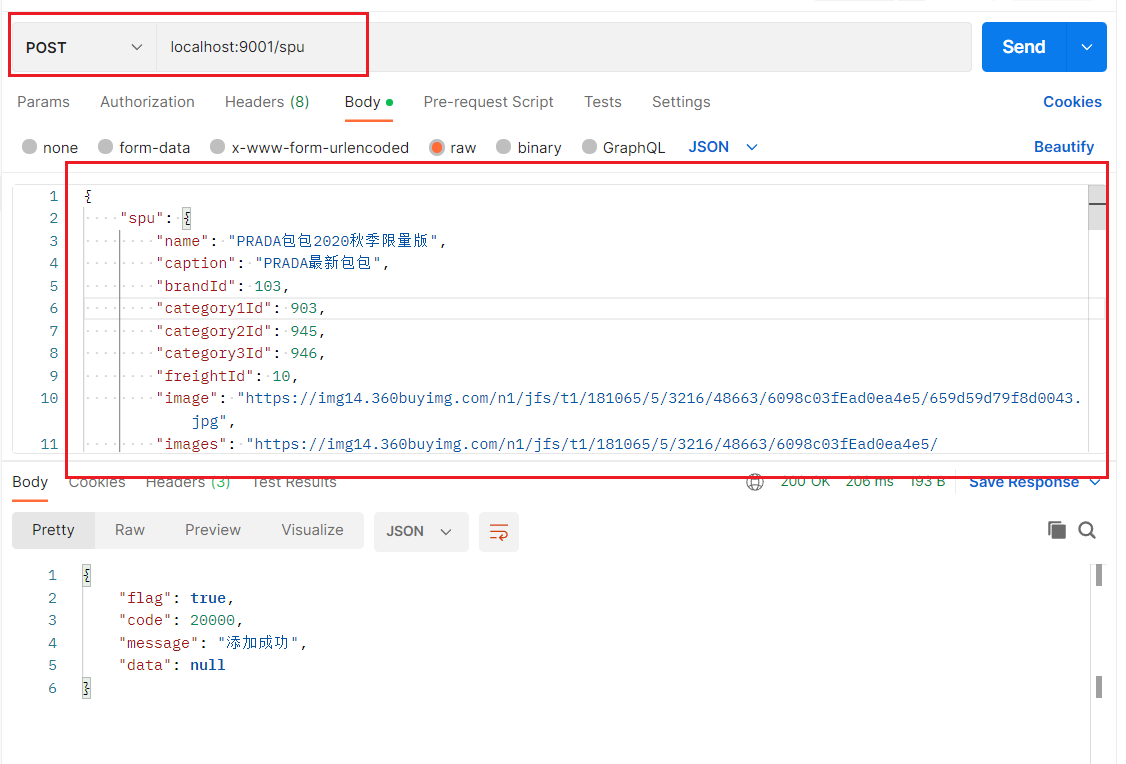 POST localhost:9001/spu Send
Params Authorization Headers (8) Body Pre-request Script Tests Settings Cookies
none form-data x-www-form-urlencoded raw binary GraphQL JSON Beautify
1 {
2 "spu": {
3 "name": "PRADA包包2020秋季限量版",
4 "caption": "PRADA最新包包",
5 "brandId": 103,
6 "category1Id": 903,
7 "category2Id": 945,
8 "category3Id": 946,
9 "freightId": 10,
10 "image": "https://img14.360buyimg.com/n1/jfs/t1/181065/5/3216/48663/6098c03fEad0ea4e5/659d59d79f8d0043.
jpg",
11 "images": "https://img14.360buyimg.com/n1/jfs/t1/181065/5/3216/48663/6098c03fEad0ea4e5/
Body Cookies Headers (3) Test Results 200 OK 206 ms 193 B Save Response
Pretty Raw Preview Visualize JSON
1 {
2 "flag": true,
3 "code": 20000,
4 "message": "添加成功",
5 "data": null
6 }